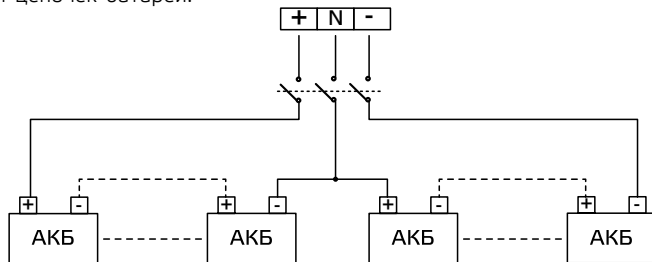 цепочек батарей.
+ N -
+ - + - + - + -
АКБ АКБ АКБ АКБ